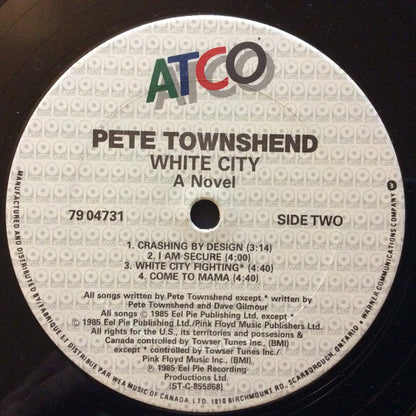 ATCO
PETE TOWNSHEND
WHITE CITY
A Novel
79 04731
SIDE TWO
1. CRASHING BY DESIGN (3:14)
2. I AM SECURE (4:00)
3. WHITE CITY FIGHTING* (4:40)
4. COME TO MAMA (4:40)
All songs written by Pete Townshend except * written by
Pete Townshend and Dave Gilmour
All songs © 1985 Eel Pie Publishing Ltd. except *
© 1985 Eel Pie Publishing Ltd./Pink Floyd Music Publishers Ltd.
All rights for the U.S., its territories and possesions &
Canada controlled by Towser Tunes Inc., (BMI)
except * controlled by Towser Tunes Inc./
Pink Floyd Music Inc. (BMI)
℗ 1985 Eel Pie Recording
Productions Ltd.
(ST-C-855868)
MANUFACTURED AND DISTRIBUTED BY/FABRIQUE ET DISTRIBUE PAR WEA MUSIC OF CANADA, LTD. 1810 BIRCHMOUNT RD., SCARBOROUGH, ONTARIO • WARNER COMMUNICATIONS COMPANY